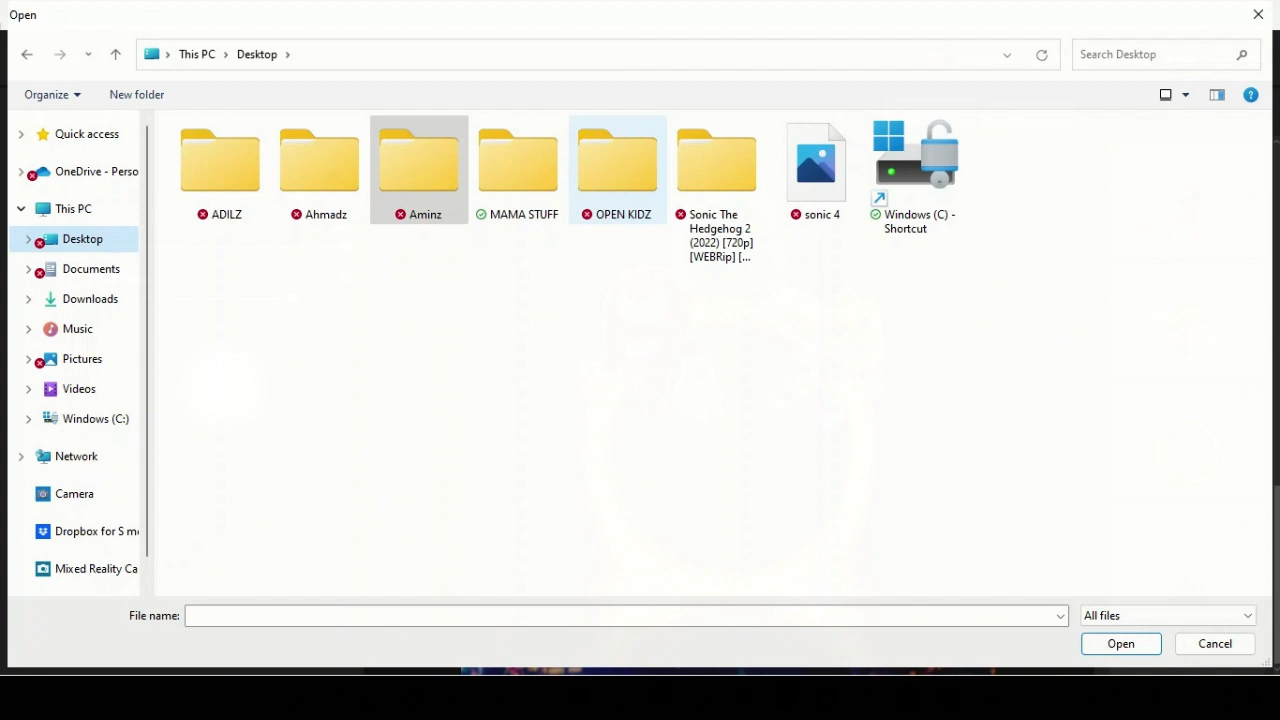 Open
This PC
Desktop
Search Desktop
Organize
New folder
Quick access
OneDrive - Perso
This PC
Desktop
Documents
Downloads
Music
Pictures
Videos
Windows (C:)
Network
Camera
Dropbox for S m
Mixed Reality Ca
ADILZ
Ahmadz
Aminz
MAMA STUFF
OPEN KIDZ
Sonic The
Hedgehog 2
(2022) [720p]
[WEBRip] [...
sonic 4
Windows (C) -
Shortcut
File name:
All files
Open
Cancel